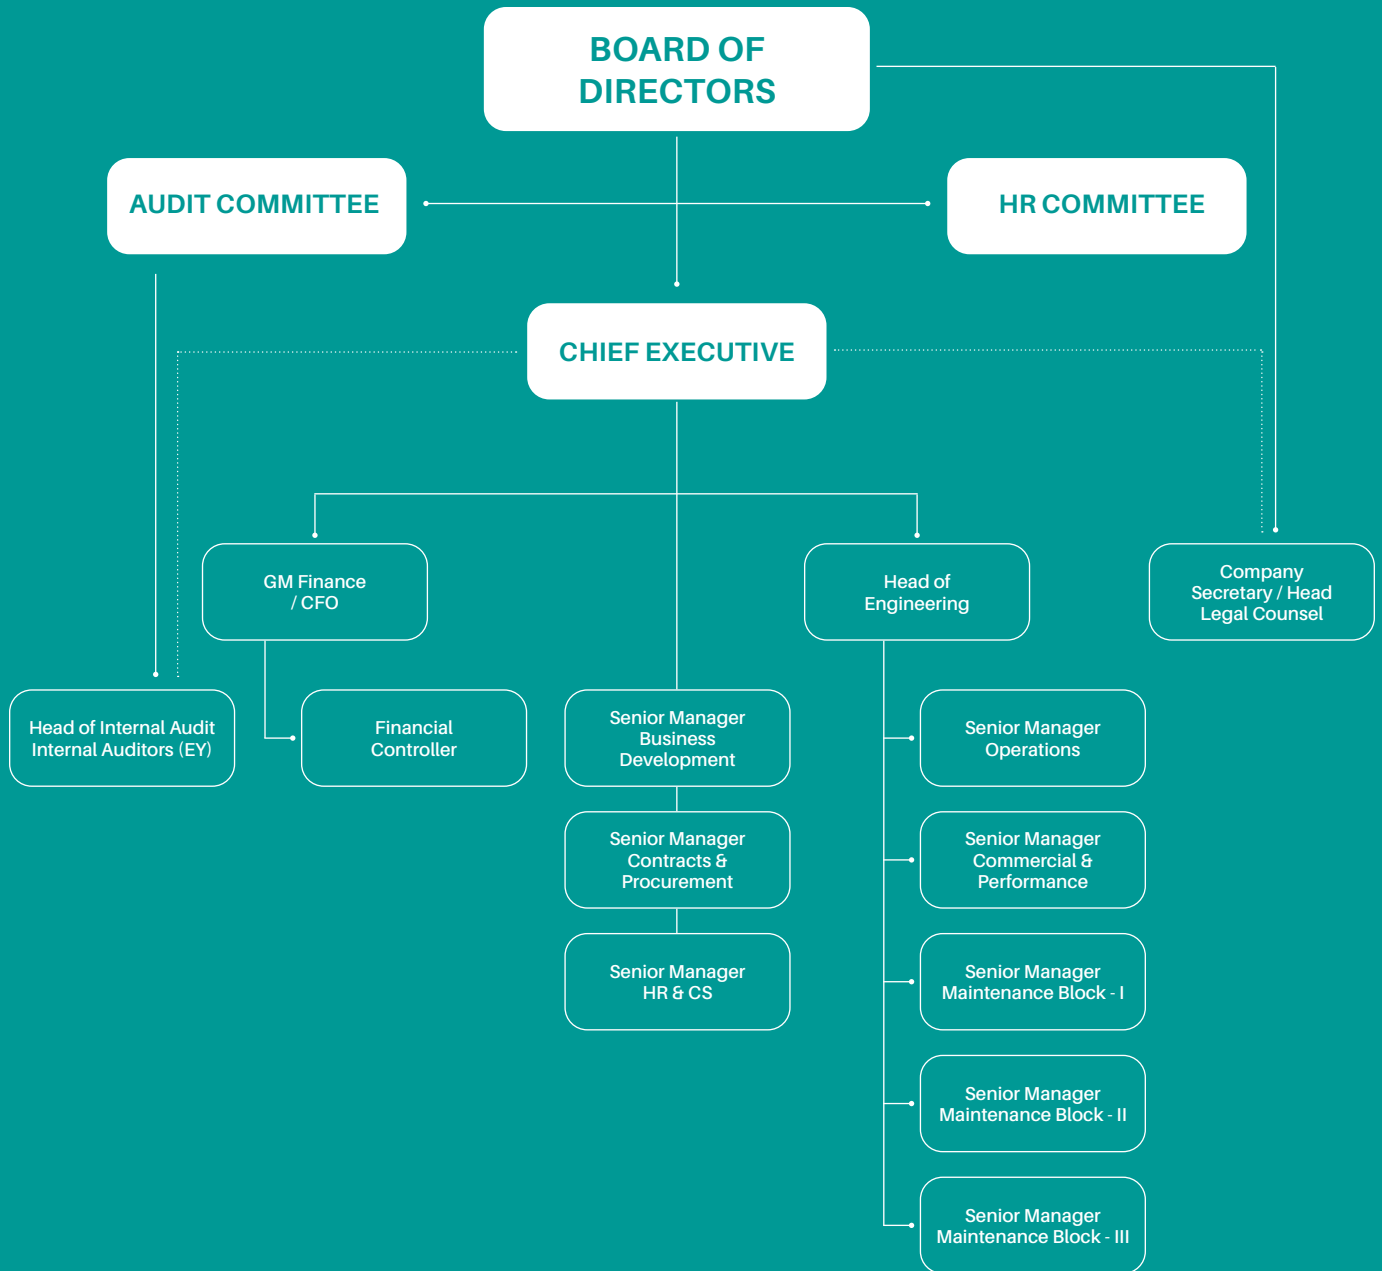 BOARD OF
DIRECTORS
AUDIT COMMITTEE
HR COMMITTEE
CHIEF EXECUTIVE
GM Finance
/ CFO
Head of
Engineering
Company
Secretary / Head
Legal Counsel
Head of Internal Audit
Internal Auditors (EY)
Financial
Controller
Senior Manager
Business
Development
Senior Manager
Operations
Senior Manager
Contracts &
Procurement
Senior Manager
Commercial &
Performance
Senior Manager
HR & CS
Senior Manager
Maintenance Block - I
Senior Manager
Maintenance Block - II
Senior Manager
Maintenance Block - III